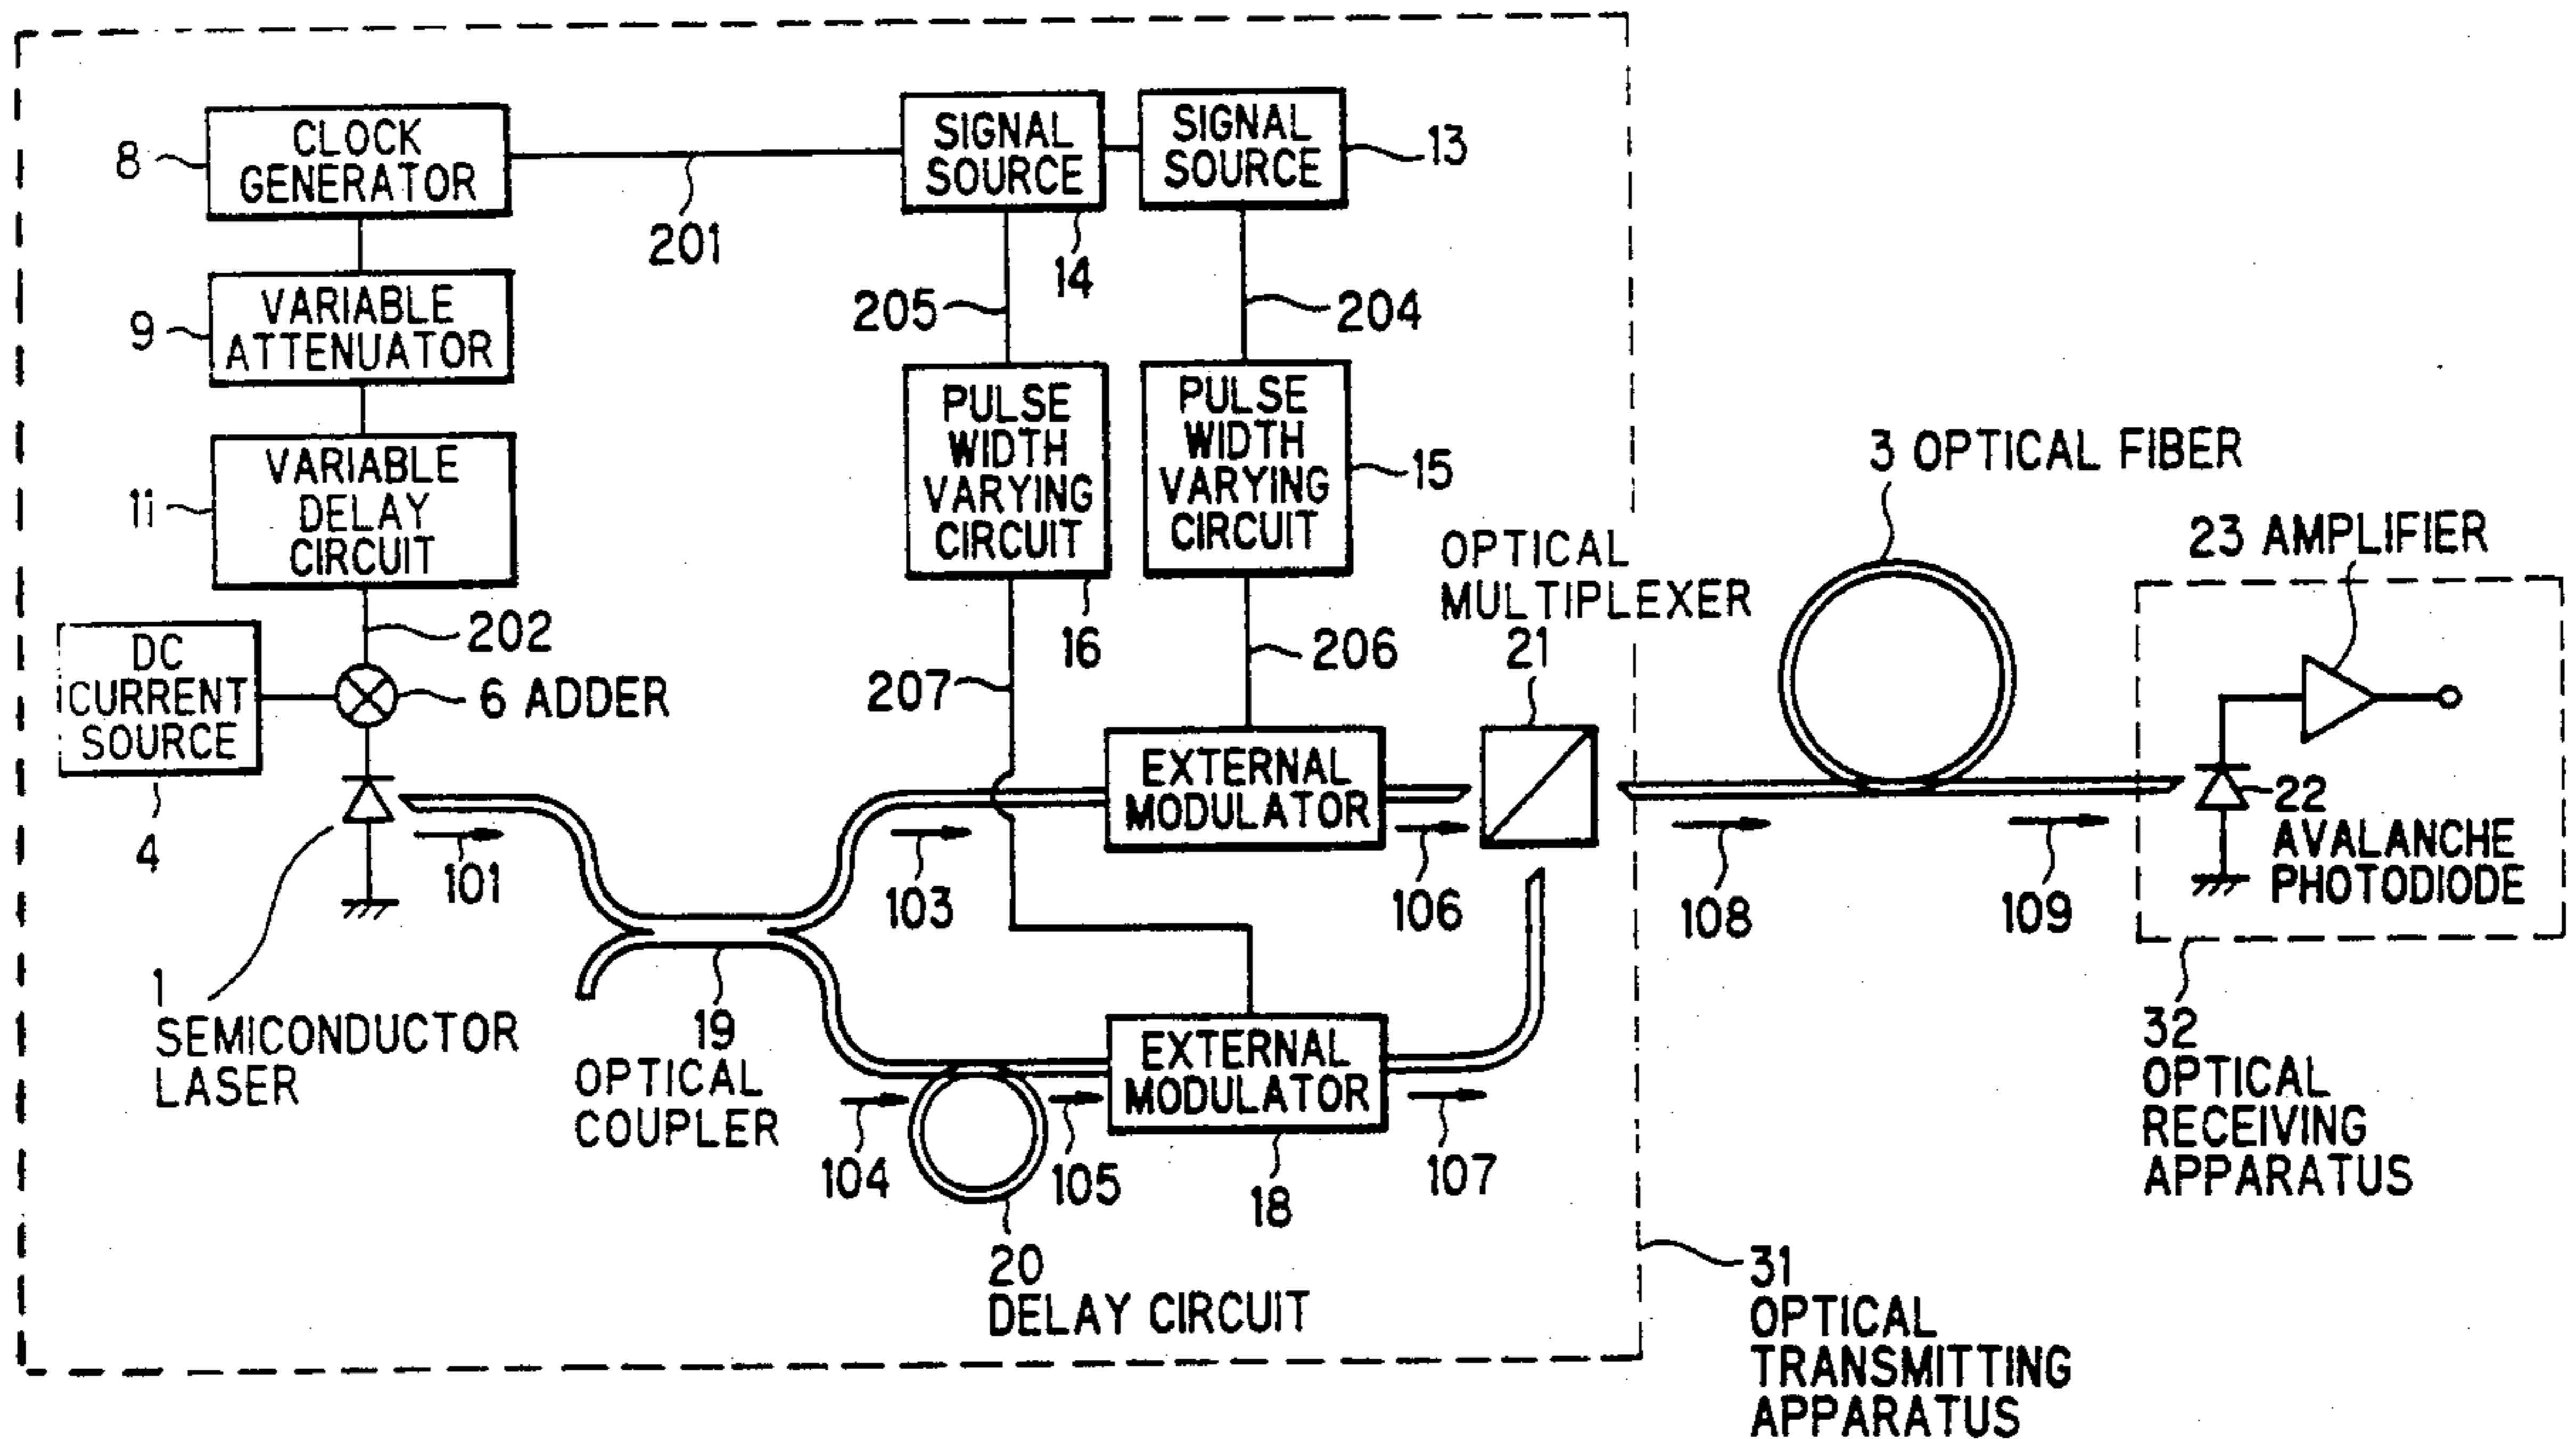 CLOCK
GENERATOR
8
201
SIGNAL
SOURCE
14
SIGNAL
SOURCE
13
VARIABLE
ATTENUATOR
9
205
204
VARIABLE
DELAY
CIRCUIT
11
PULSE
WIDTH
VARYING
CIRCUIT
16
PULSE
WIDTH
VARYING
CIRCUIT
15
202
DC
CURRENT
SOURCE
4
6 ADDER
207
206
OPTICAL
MULTIPLEXER
21
3 OPTICAL FIBER
23 AMPLIFIER
EXTERNAL
MODULATOR
101
103
106
108
109
22
AVALANCHE
PHOTODIODE
1
SEMICONDUCTOR
LASER
19
OPTICAL
COUPLER
EXTERNAL
MODULATOR
18
104
105
107
20
DELAY CIRCUIT
32
OPTICAL
RECEIVING
APPARATUS
31
OPTICAL
TRANSMITTING
APPARATUS